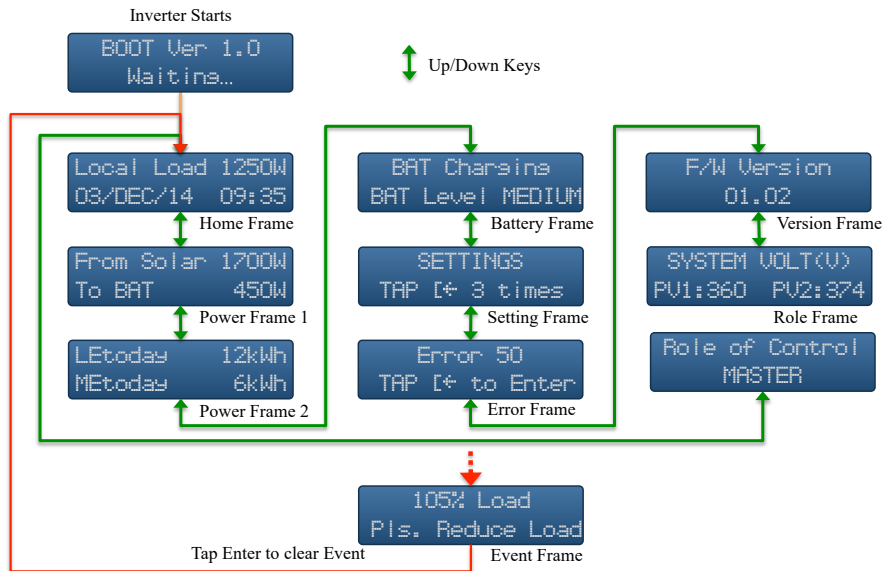 Inverter Starts
BOOT Ver 1.0
Waiting…
Up/Down Keys
Local Load 1250W
03/DEC/14 09:35
Home Frame
From Solar 1700W
To BAT 450W
Power Frame 1
LEtoday 12kWh
MEtoday 6kWh
Power Frame 2
BAT Charging
BAT Level MEDIUM
Battery Frame
SETTINGS
TAP [← 3 times
Setting Frame
Error 50
TAP [← to Enter
Error Frame
F/W Version
01.02
Version Frame
SYSTEM VOLT(V)
PV1:360 PV2:374
Role Frame
Role of Control
MASTER
105% Load
Pls. Reduce Load
Tap Enter to clear Event
Event Frame